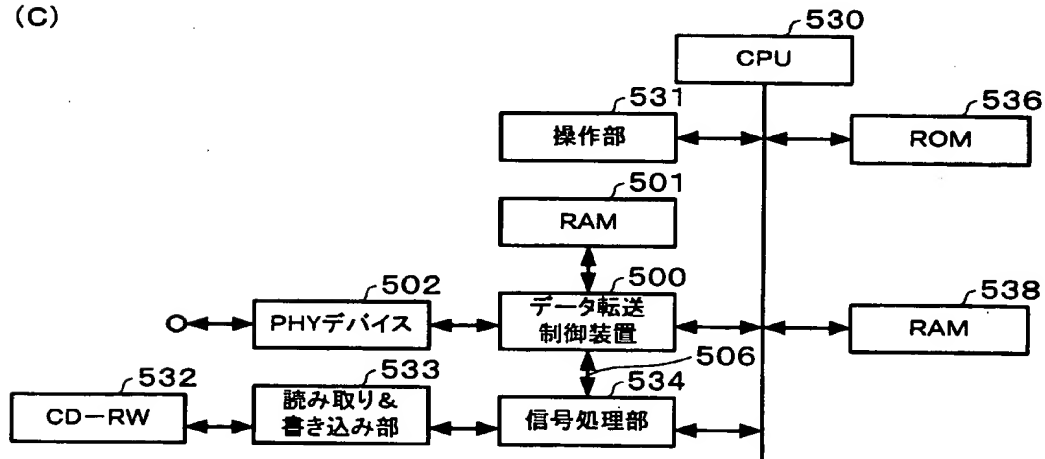 (C)
530
CPU
531
操作部
536
ROM
501
RAM
502
PHYデバイス
500
データ転送
制御装置
538
RAM
506
532
CD-RW
533
読み取り&
書き込み部
534
信号処理部